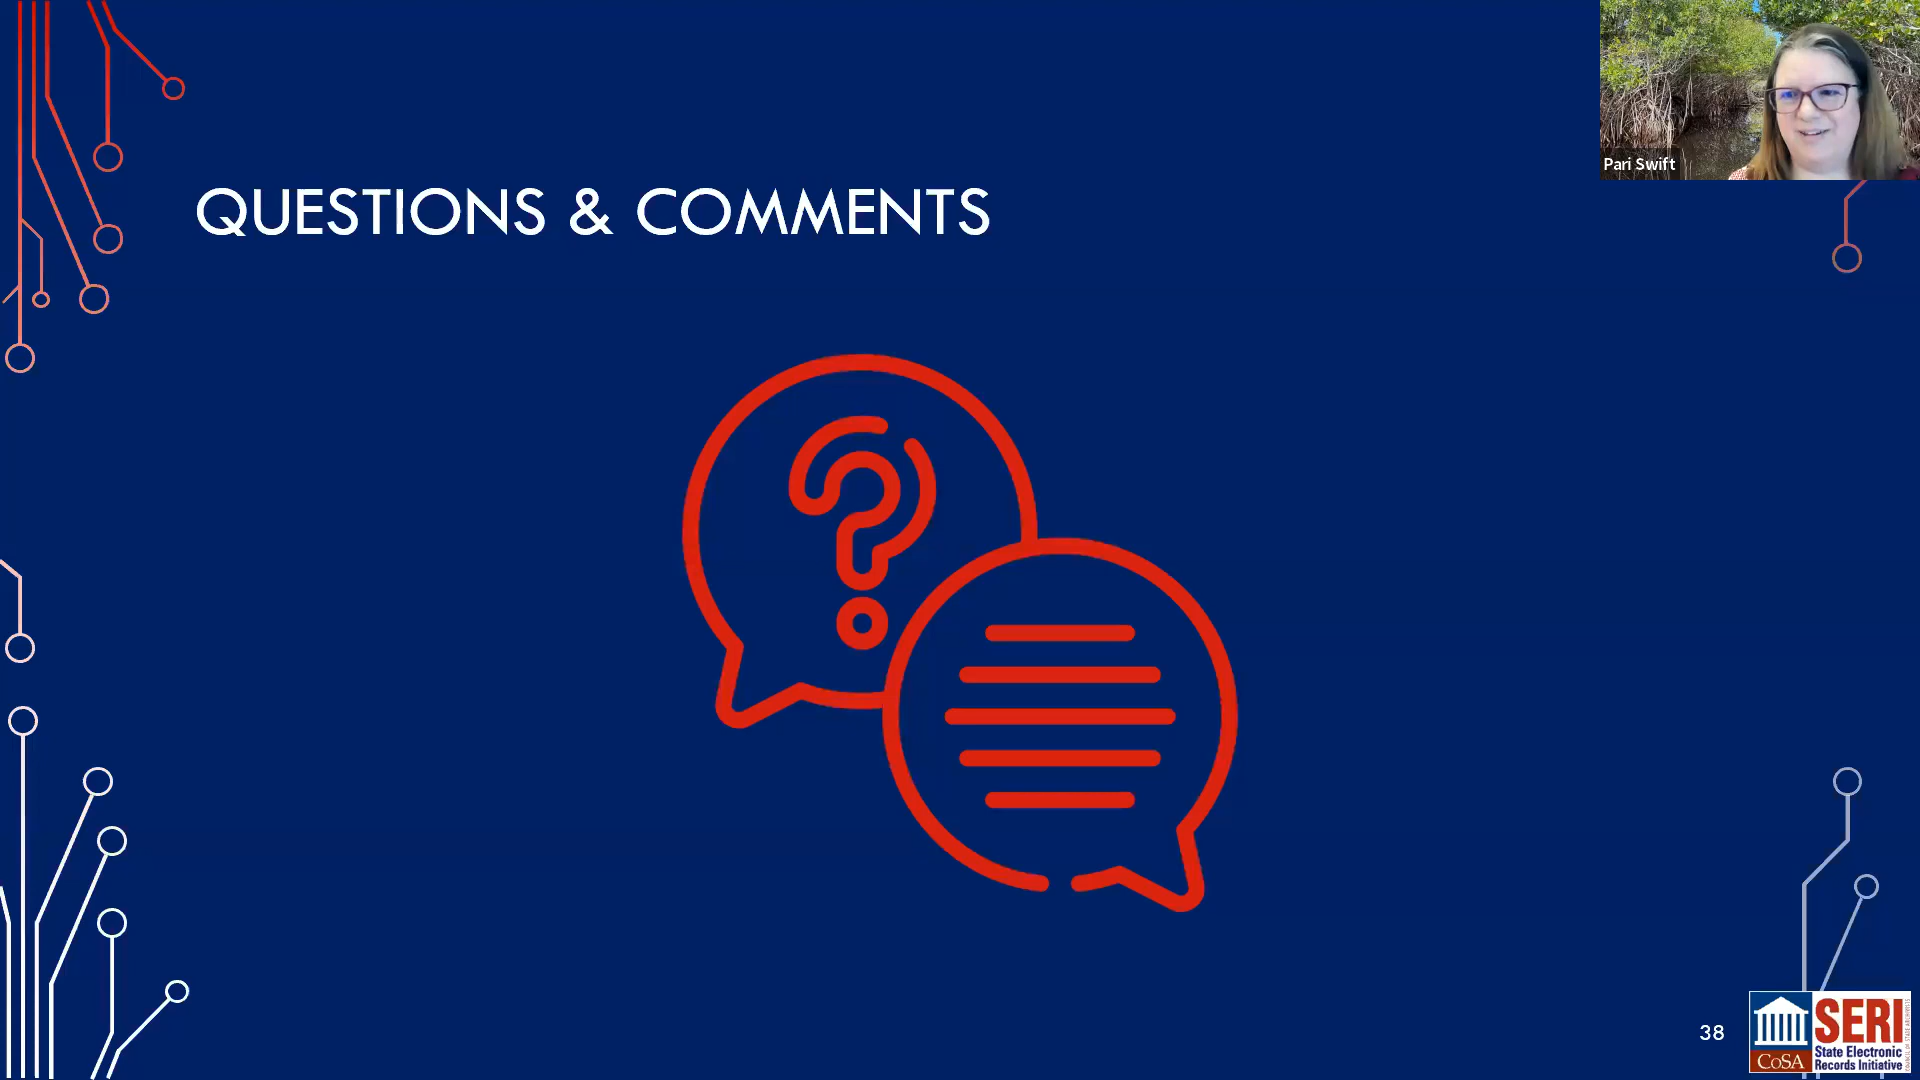 Pari Swift
QUESTIONS & COMMENTS
38
CoSA
SERI
State Electronic
Records Initiative